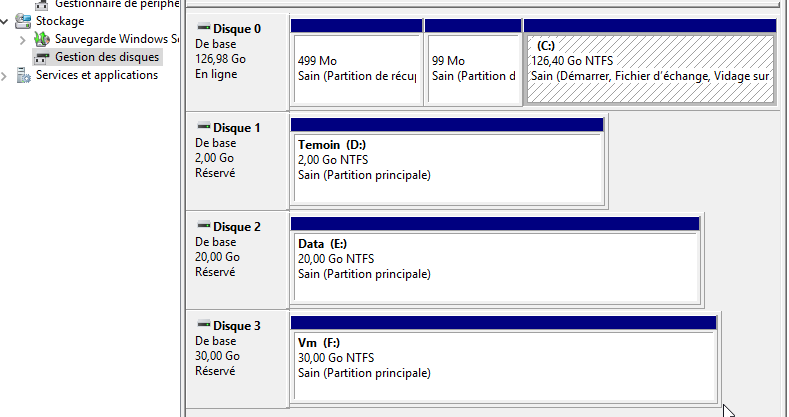 Gestionnaire de périphé
Stockage
Sauvegarde Windows Se
Gestion des disques
Services et applications
Disque 0
De base
126,98 Go
En ligne
499 Mo
Sain (Partition de récup
99 Mo
Sain (Partition d
(C:)
126,40 Go NTFS
Sain (Démarrer, Fichier d'échange, Vidage sur
Disque 1
De base
2,00 Go
Réservé
Temoin (D:)
2,00 Go NTFS
Sain (Partition principale)
Disque 2
De base
20,00 Go
Réservé
Data (E:)
20,00 Go NTFS
Sain (Partition principale)
Disque 3
De base
30,00 Go
Réservé
Vm (F:)
30,00 Go NTFS
Sain (Partition principale)